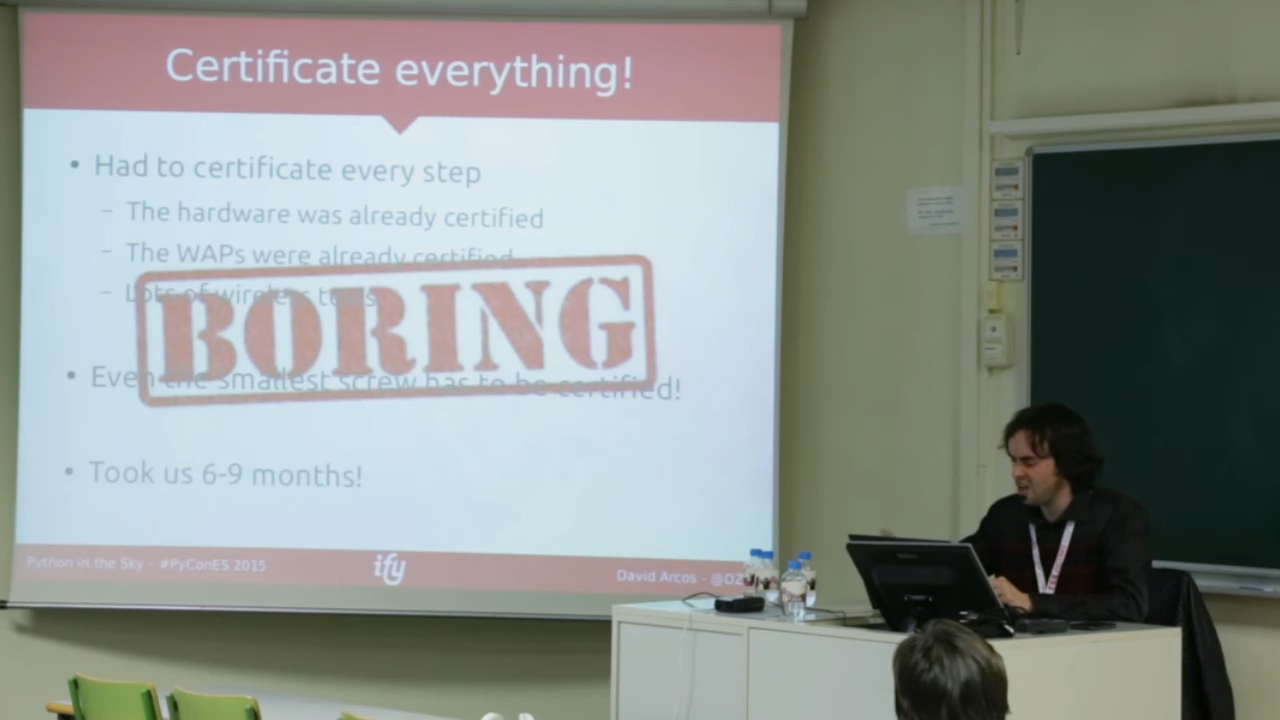 Certificate everything!
• Had to certificate every step
– The hardware was already certified
– The WAPs were already certified
– Lots of wireless tests
BORING
• Even the smallest screw has to be certified!
• Took us 6-9 months!
Python in the Sky - #PyConES 2015
ify
David Arcos - @DZ